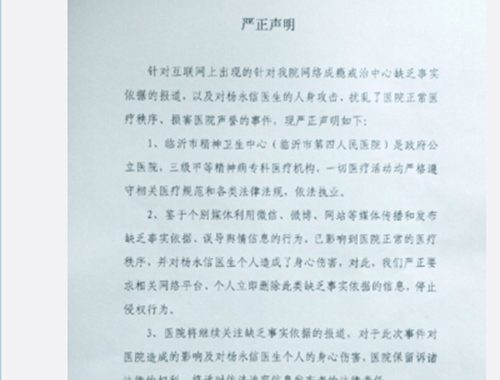 严正声明
针对互联网上出现的针对我院网络成瘾戒治中心缺乏事实
依据的报道，以及对杨永信医生的人身攻击、扰乱了医院正常医
疗秩序、损害医院声誉的事件，现严正声明如下：
1、临沂市精神卫生中心（临沂市第四人民医院）是政府公
立医院，三级甲等精神病专科医疗机构，一切医疗活动均严格遵
守相关医疗规范和各类法律法规，依法执业。
2、鉴于个别媒体利用微信、微博、网站等媒体传播和发布
缺乏事实依据、误导舆情信息的行为，已影响到医院正常的医疗
秩序，并对杨永信医生个人造成了身心伤害，对此，我们严正要
求相关网络平台、个人立即删除此类缺乏事实依据的信息，停止
侵权行为。
3、医院将继续关注缺乏事实依据的报道，对于此次事件对
医院造成的影响及对杨永信医生个人的身心伤害，医院保留诉诸
法律的权利